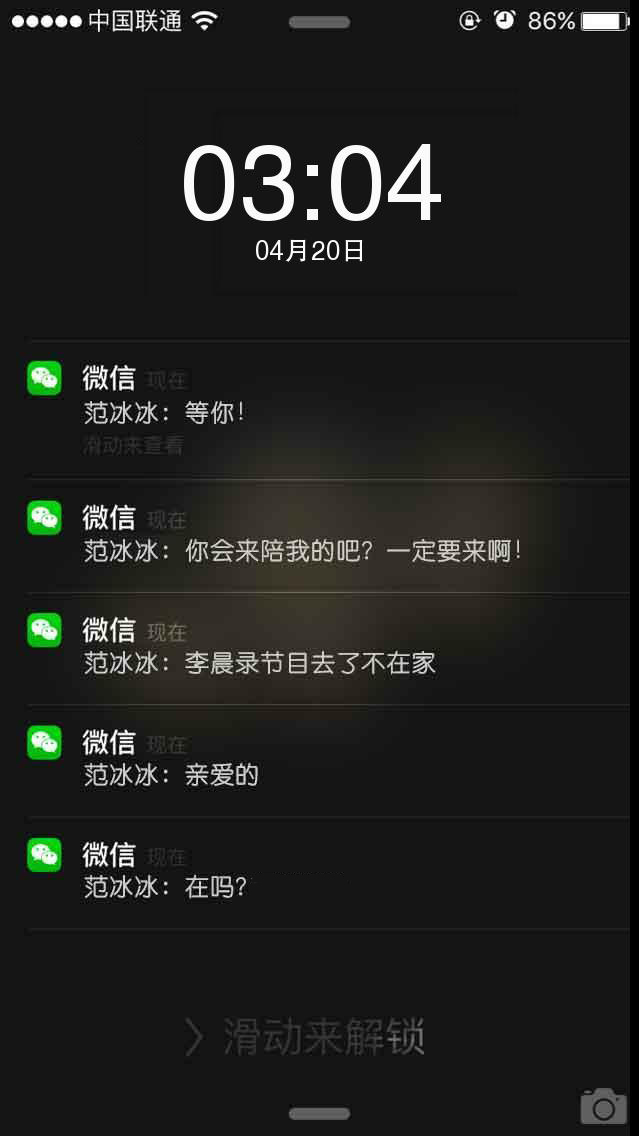 中国联通 86%
03:04
04月20日
微信 现在
范冰冰：等你！
滑动来查看
微信 现在
范冰冰：你会来陪我的吧？一定要来啊！
微信 现在
范冰冰：李晨录节目去了不在家
微信 现在
范冰冰：亲爱的
微信 现在
范冰冰：在吗？
滑动来解锁